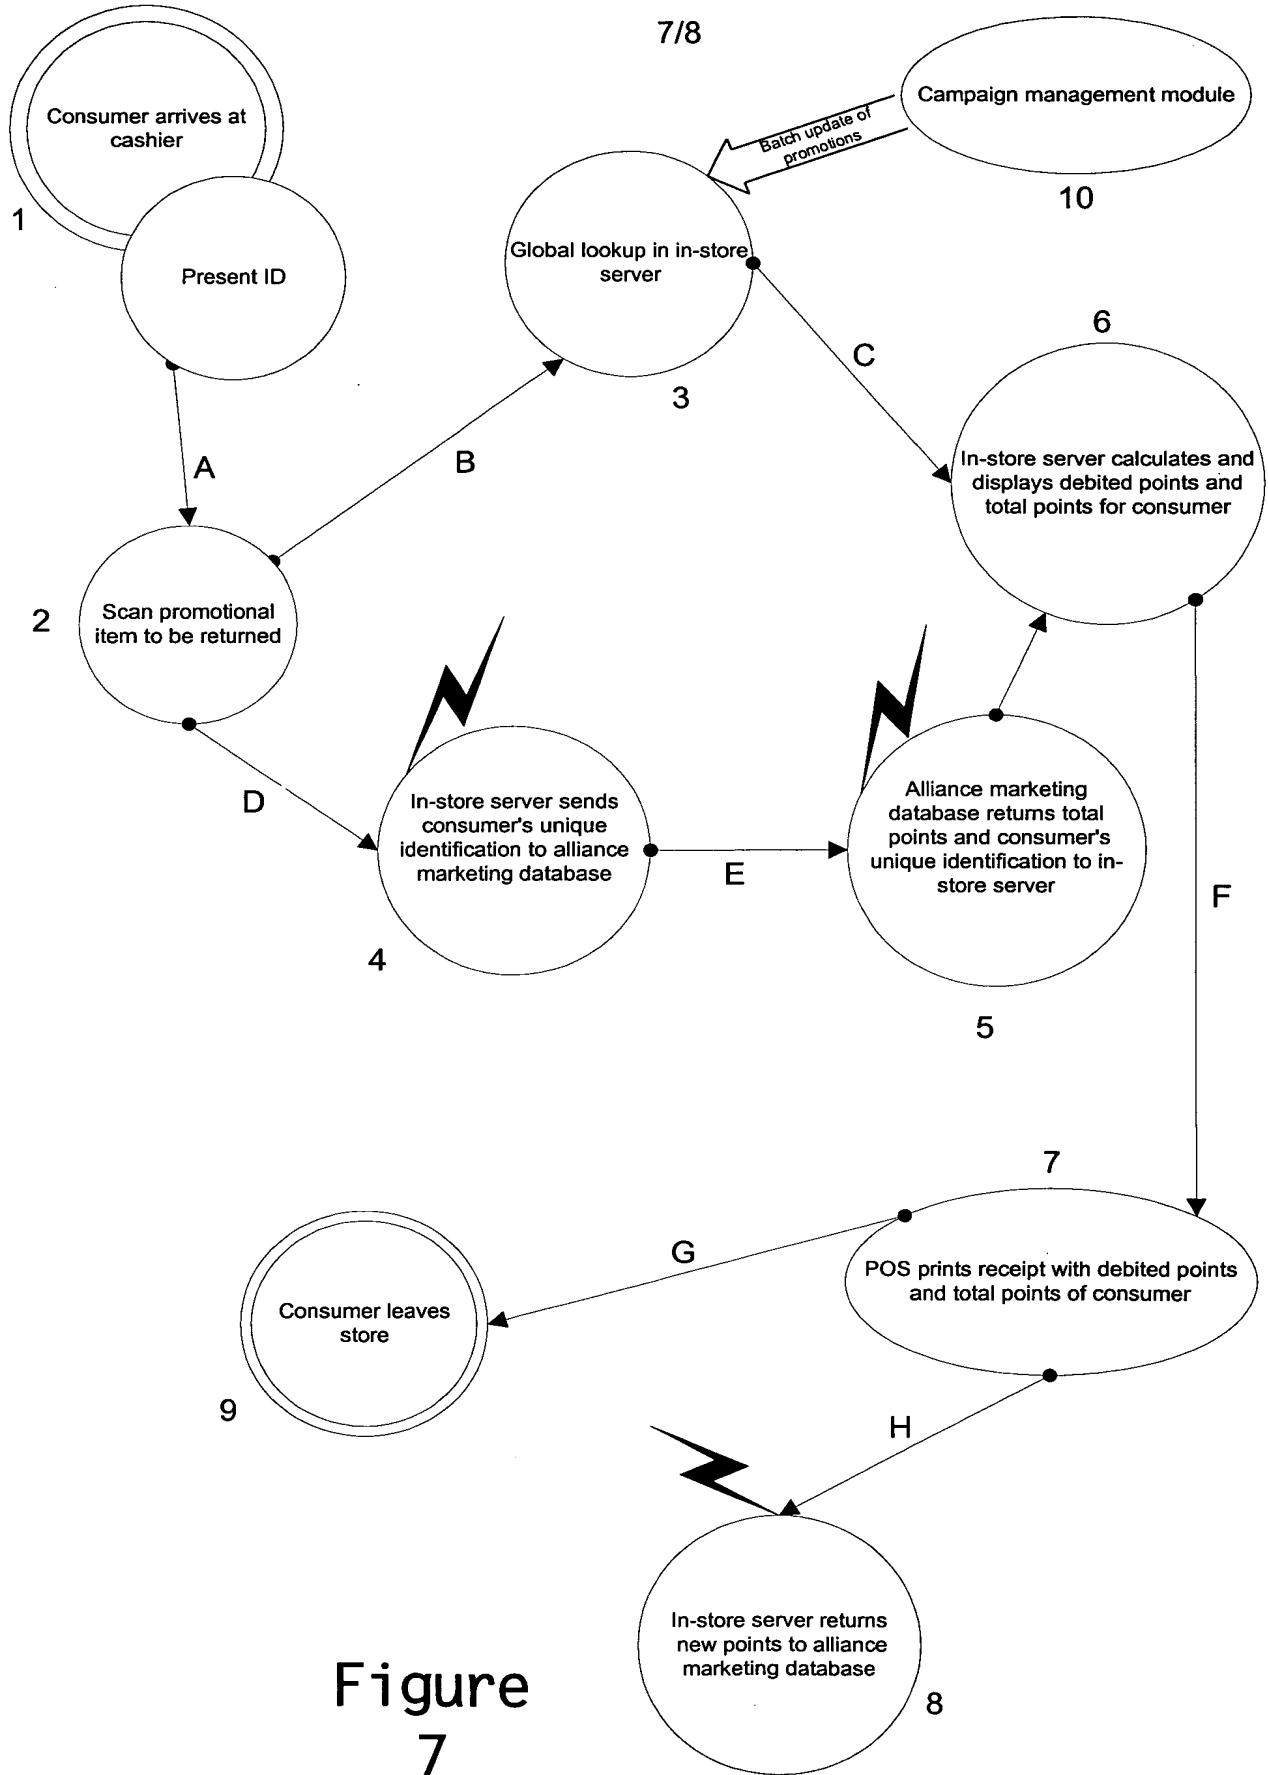 7/8
Consumer arrives at
cashier
1
Present ID
Campaign management module
10
Batch update of
promotions
Global lookup in in-store
server
3
A
B
C
6
In-store server calculates and
displays debited points and
total points for consumer
2
Scan promotional
item to be returned
D
In-store server sends
consumer's unique
identification to alliance
marketing database
4
E
Alliance marketing
database returns total
points and consumer's
unique identification to in-
store server
5
F
7
POS prints receipt with debited points
and total points of consumer
G
Consumer leaves
store
9
H
In-store server returns
new points to alliance
marketing database
8
Figure
7